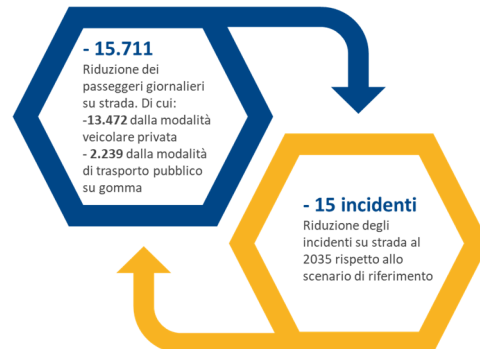 - 15.711
Riduzione dei
passeggeri giornalieri
su strada. Di cui:
-13.472 dalla modalità
veicolare privata
- 2.239 dalla modalità
di trasporto pubblico
su gomma
- 15 incidenti
Riduzione degli
incidenti su strada al
2035 rispetto allo
scenario di riferimento